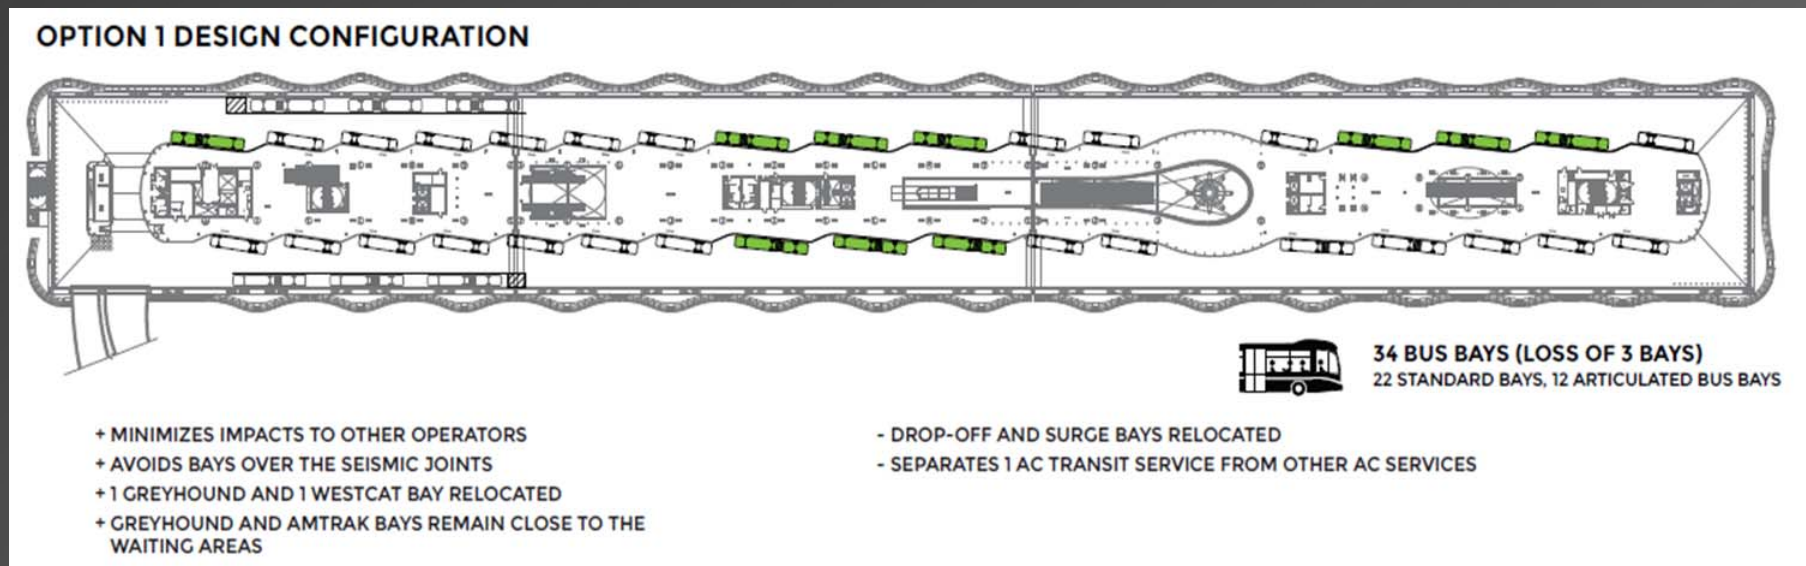 OPTION 1 DESIGN CONFIGURATION
34 BUS BAYS (LOSS OF 3 BAYS)
22 STANDARD BAYS, 12 ARTICULATED BUS BAYS
+ MINIMIZES IMPACTS TO OTHER OPERATORS
+ AVOIDS BAYS OVER THE SEISMIC JOINTS
+ 1 GREYHOUND AND 1 WESTCAT BAY RELOCATED
+ GREYHOUND AND AMTRAK BAYS REMAIN CLOSE TO THE
WAITING AREAS
- DROP-OFF AND SURGE BAYS RELOCATED
- SEPARATES 1 AC TRANSIT SERVICE FROM OTHER AC SERVICES